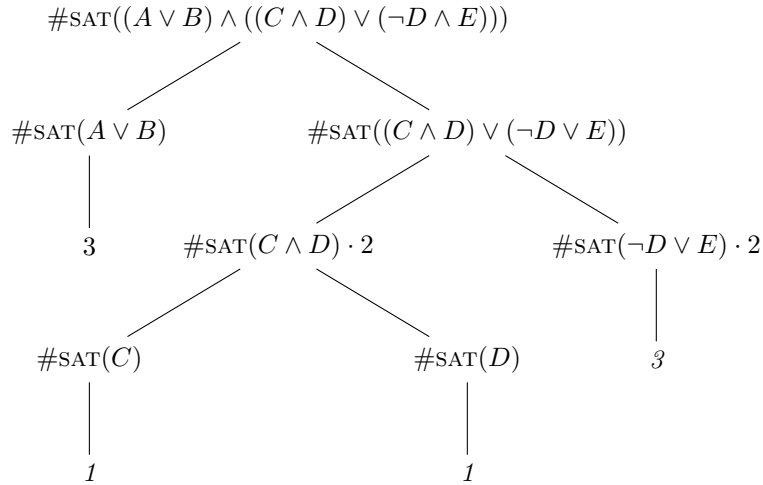 #SAT((A ∨ B) ∧ ((C ∧ D) ∨ (¬D ∧ E)))
#SAT(A ∨ B) #SAT((C ∧ D) ∨ (¬D ∨ E))
3 #SAT(C ∧ D) · 2 #SAT(¬D ∨ E) · 2
#SAT(C) #SAT(D) 3
1 1